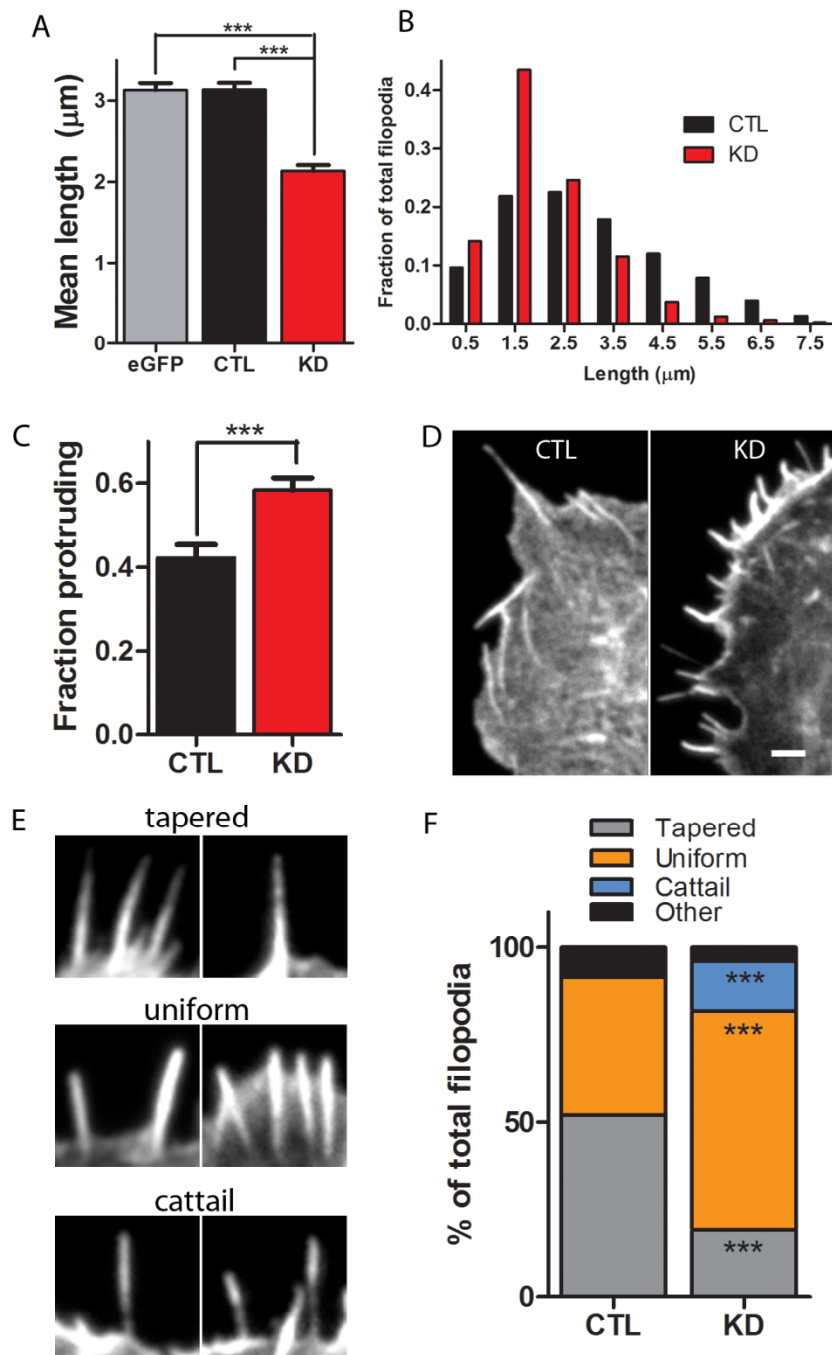 A
***
***
Mean length (μm)
3
2
1
0
eGFP CTL KD
B
Fraction of total filopodia
0.4
0.3
0.2
0.1
0.0
CTL
KD
0.5 1.5 2.5 3.5 4.5 5.5 6.5 7.5
Length (μm)
C
***
Fraction protruding
0.6
0.4
0.2
0.0
CTL KD
D
CTL KD
E
tapered
uniform
cattail
F
Tapered
Uniform
Cattail
Other
% of total filopodia
100
50
0
***
***
***
CTL KD